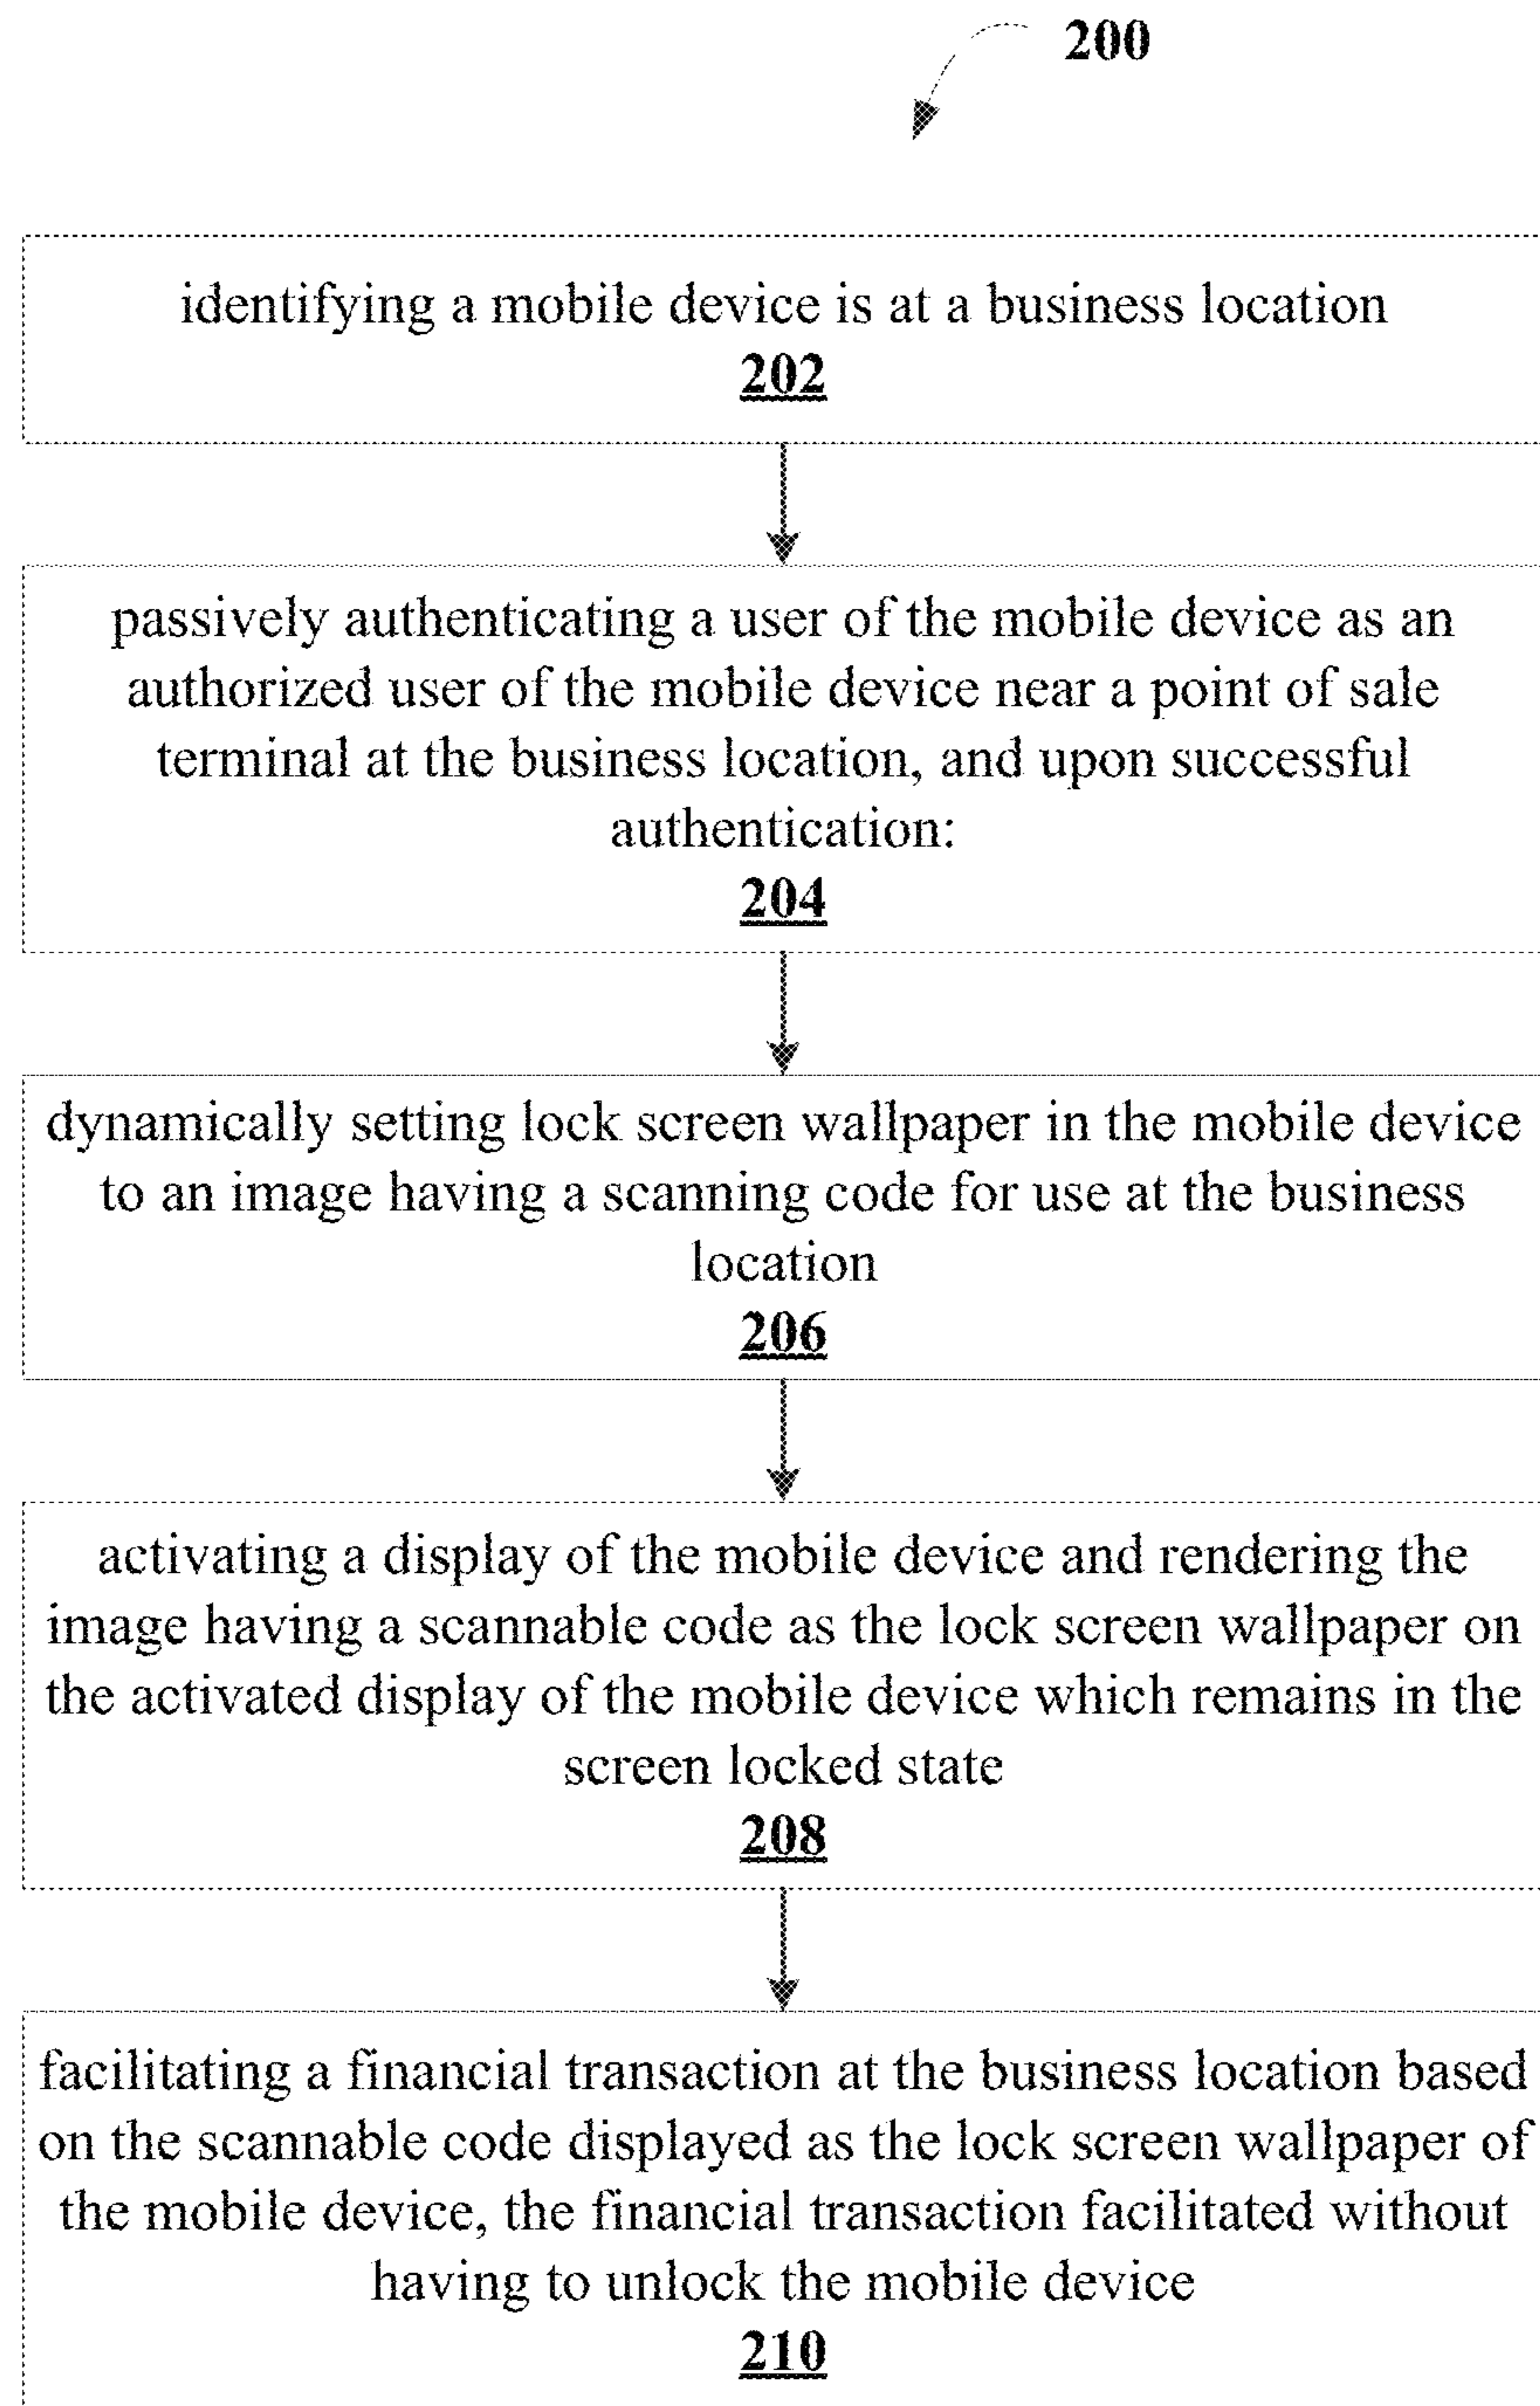 200
identifying a mobile device is at a business location
202
passively authenticating a user of the mobile device as an
authorized user of the mobile device near a point of sale
terminal at the business location, and upon successful
authentication:
204
dynamically setting lock screen wallpaper in the mobile device
to an image having a scanning code for use at the business
location
206
activating a display of the mobile device and rendering the
image having a scannable code as the lock screen wallpaper on
the activated display of the mobile device which remains in the
screen locked state
208
facilitating a financial transaction at the business location based
on the scannable code displayed as the lock screen wallpaper of
the mobile device, the financial transaction facilitated without
having to unlock the mobile device
210